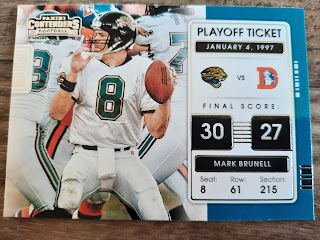 PANINI
CONTENDERS
FOOTBALL
PLAYOFF TICKET
JANUARY 4, 1997
VS
FINAL SCORE:
30 27
MARK BRUNELL
Seat: Row: Section:
8 61 215
8